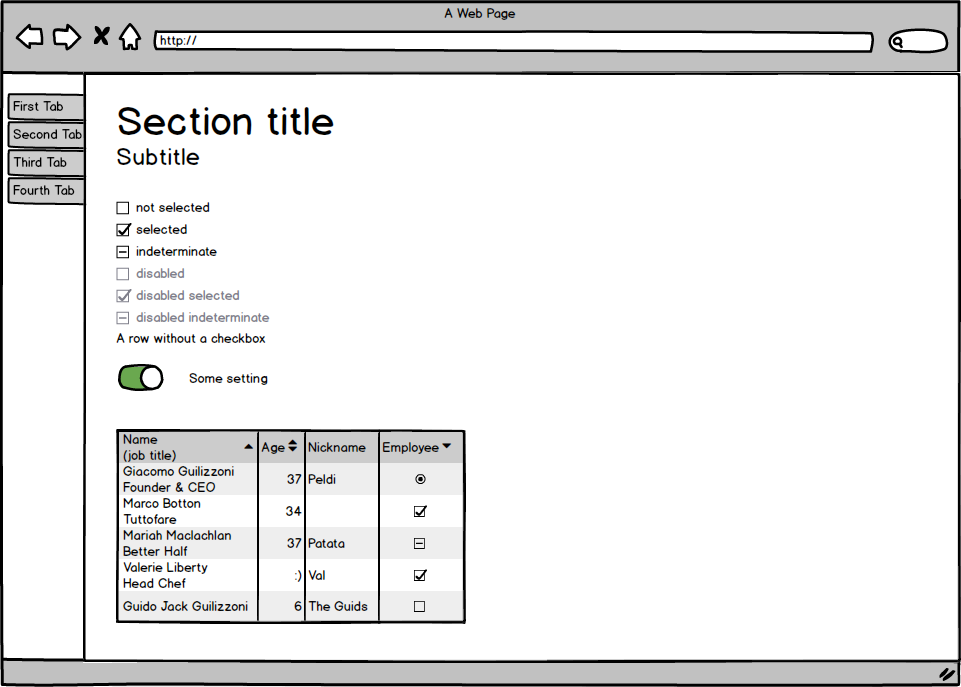 A Web Page
http://
First Tab
Second Tab
Third Tab
Fourth Tab
Section title
Subtitle
not selected
selected
indeterminate
disabled
disabled selected
disabled indeterminate
A row without a checkbox
Some setting
Name
(job title)
Age
Nickname
Employee
Giacomo Guilizzoni
Founder & CEO
37
Peldi
Marco Botton
Tuttofare
34
Mariah Maclachlan
Better Half
37
Patata
Valerie Liberty
Head Chef
:)
Val
Guido Jack Guilizzoni
6
The Guids